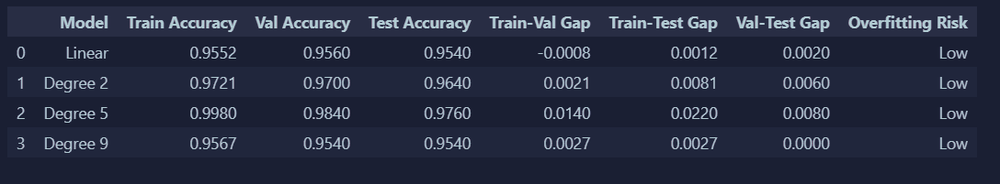 Model Train Accuracy Val Accuracy Test Accuracy Train-Val Gap Train-Test Gap Val-Test Gap Overfitting Risk
0 Linear 0.9552 0.9560 0.9540 -0.0008 0.0012 0.0020 Low
1 Degree 2 0.9721 0.9700 0.9640 0.0021 0.0081 0.0060 Low
2 Degree 5 0.9980 0.9840 0.9760 0.0140 0.0220 0.0080 Low
3 Degree 9 0.9567 0.9540 0.9540 0.0027 0.0027 0.0000 Low